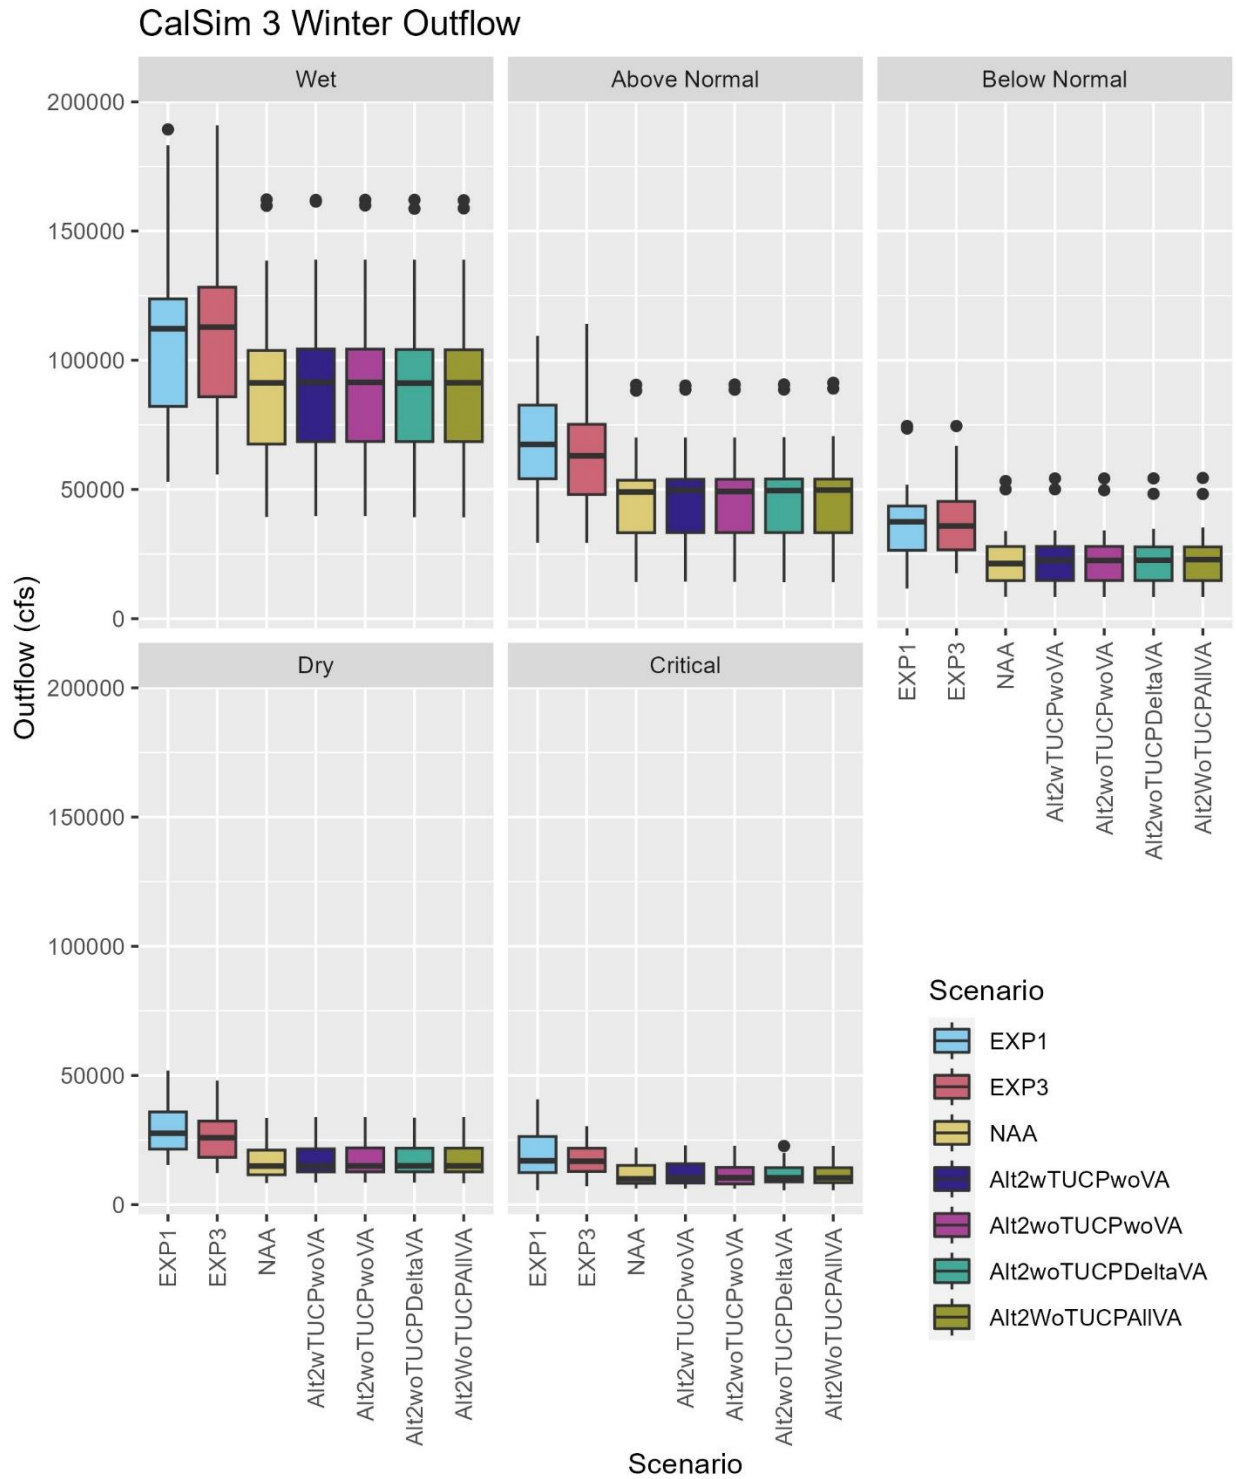 CalSim 3 Winter Outflow
Wet
Above Normal
Below Normal
200000
150000
100000
50000
0
EXP1
EXP3
NAA
Alt2wTUCPwoVA
Alt2woTUCPwoVA
Alt2woTUCPDeltaVA
Alt2WoTUCPAllVA
Outflow (cfs)
Dry
Critical
200000
150000
100000
50000
0
EXP1
EXP3
NAA
Alt2wTUCPwoVA
Alt2woTUCPwoVA
Alt2woTUCPDeltaVA
Alt2WoTUCPAllVA
EXP1
EXP3
NAA
Alt2wTUCPwoVA
Alt2woTUCPwoVA
Alt2woTUCPDeltaVA
Alt2WoTUCPAllVA
Scenario
Scenario
EXP1
EXP3
NAA
Alt2wTUCPwoVA
Alt2woTUCPwoVA
Alt2woTUCPDeltaVA
Alt2WoTUCPAllVA